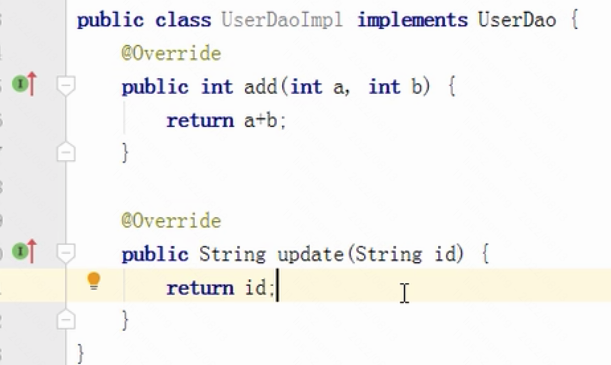 public class UserDaoImpl implements UserDao {
@Override
public int add(int a, int b) {
return a+b;
}
@Override
public String update(String id) {
return id;
}
}